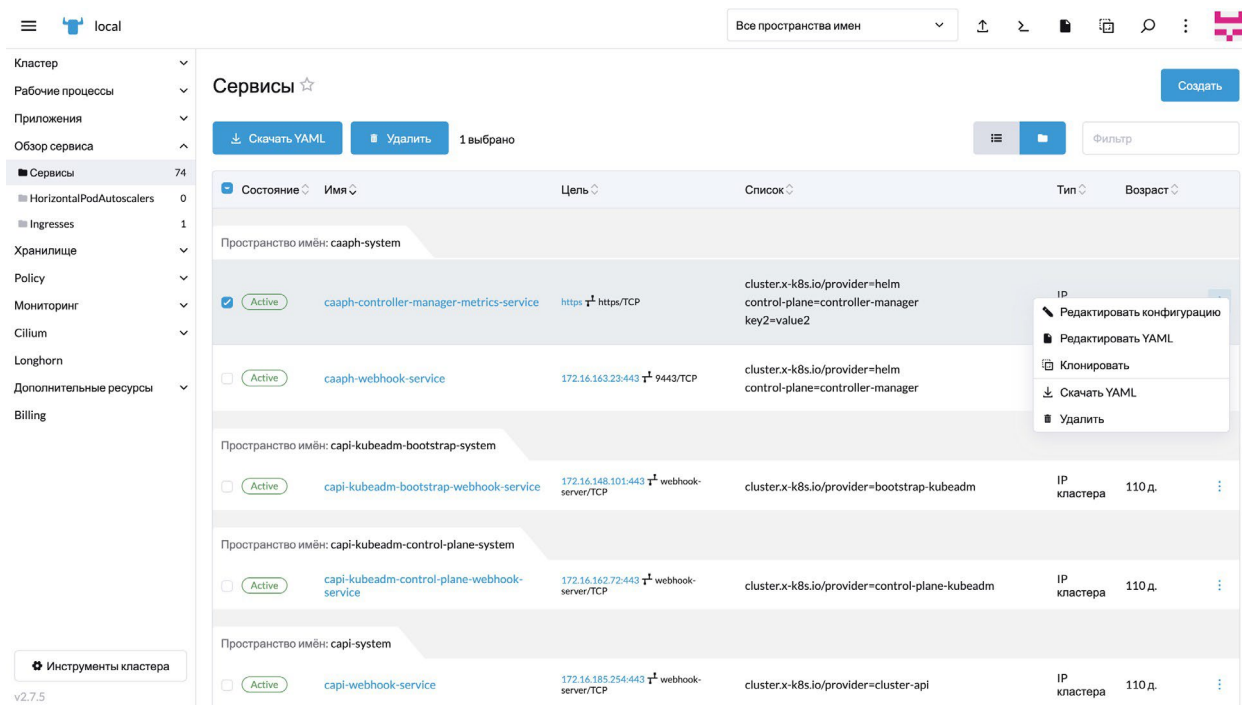 local
Все пространства имен
Кластер
Рабочие процессы
Приложения
Обзор сервиса
Сервисы 74
HorizontalPodAutoscalers 0
Ingresses 1
Хранилище
Policy
Мониторинг
Cilium
Longhorn
Дополнительные ресурсы
Billing
Инструменты кластера
v2.7.5
Сервисы
Создать
Скачать YAML Удалить 1 выбрано
Фильтр
Состояние Имя Цель Список Тип Возраст
Пространство имён: caaph-system
Active caaph-controller-manager-metrics-service https https/TCP
cluster.x-k8s.io/provider=helm
control-plane=controller-manager
key2=value2
IP
Редактировать конфигурацию
Редактировать YAML
Клонировать
Скачать YAML
Удалить
Active caaph-webhook-service 172.16.163.23:443 9443/TCP
cluster.x-k8s.io/provider=helm
control-plane=controller-manager
Пространство имён: capi-kubeadm-bootstrap-system
Active capi-kubeadm-bootstrap-webhook-service
172.16.148.101:443 webhook-
server/TCP
cluster.x-k8s.io/provider=bootstrap-kubeadm
IP
кластера
110 д.
Пространство имён: capi-kubeadm-control-plane-system
Active
capi-kubeadm-control-plane-webhook-
service
172.16.162.72:443 webhook-
server/TCP
cluster.x-k8s.io/provider=control-plane-kubeadm
IP
кластера
110 д.
Пространство имён: capi-system
Active capi-webhook-service
172.16.185.254:443 webhook-
server/TCP
cluster.x-k8s.io/provider=cluster-api
IP
кластера
110 д.